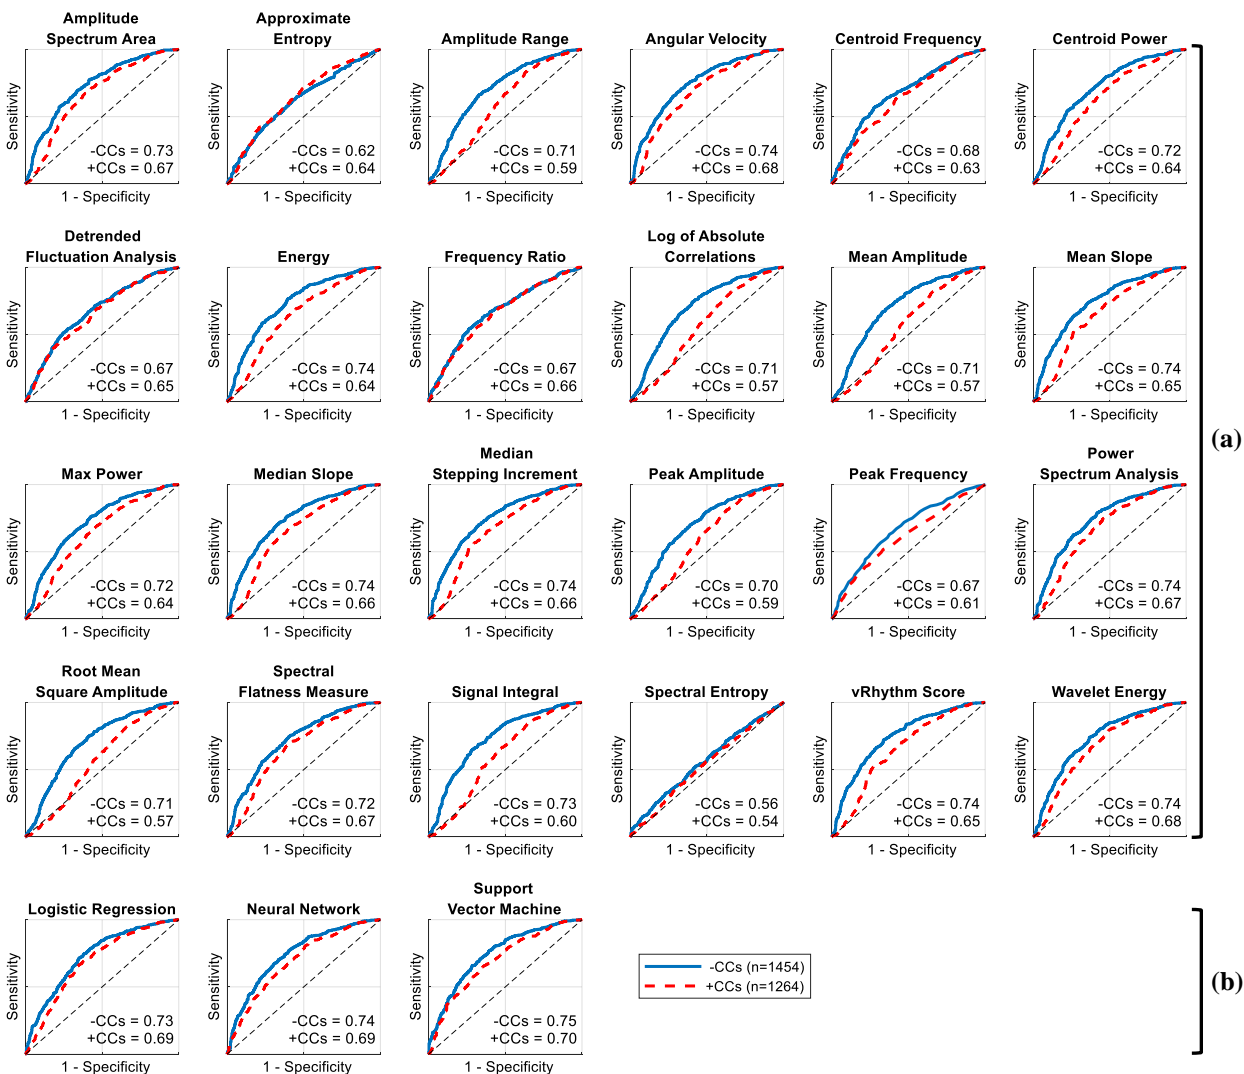 Amplitude
Spectrum Area
Sensitivity
-CCs = 0.73
+CCs = 0.67
1 - Specificity
Approximate
Entropy
-CCs = 0.62
+CCs = 0.64
1 - Specificity
Amplitude Range
Sensitivity
-CCs = 0.71
+CCs = 0.59
1 - Specificity
Angular Velocity
Sensitivity
-CCs = 0.74
+CCs = 0.68
1 - Specificity
Centroid Frequency
Sensitivity
-CCs = 0.68
+CCs = 0.63
1 - Specificity
Centroid Power
Sensitivity
-CCs = 0.72
+CCs = 0.64
1 - Specificity
Detrended
Fluctuation Analysis
Sensitivity
-CCs = 0.67
+CCs = 0.65
1 - Specificity
Energy
Sensitivity
-CCs = 0.74
+CCs = 0.64
1 - Specificity
Frequency Ratio
Sensitivity
-CCs = 0.67
+CCs = 0.66
1 - Specificity
Log of Absolute
Correlations
Sensitivity
-CCs = 0.71
+CCs = 0.57
1 - Specificity
Mean Amplitude
Sensitivity
-CCs = 0.71
+CCs = 0.57
1 - Specificity
Mean Slope
Sensitivity
-CCs = 0.74
+CCs = 0.65
1 - Specificity
(a)
Max Power
Sensitivity
-CCs = 0.72
+CCs = 0.64
1 - Specificity
Median Slope
Sensitivity
-CCs = 0.74
+CCs = 0.66
1 - Specificity
Median
Stepping Increment
Sensitivity
-CCs = 0.74
+CCs = 0.66
1 - Specificity
Peak Amplitude
Sensitivity
-CCs = 0.70
+CCs = 0.59
1 - Specificity
Peak Frequency
Sensitivity
-CCs = 0.67
+CCs = 0.61
1 - Specificity
Power
Spectrum Analysis
Sensitivity
-CCs = 0.74
+CCs = 0.67
1 - Specificity
Root Mean
Square Amplitude
Sensitivity
-CCs = 0.71
+CCs = 0.57
1 - Specificity
Spectral
Flatness Measure
Sensitivity
-CCs = 0.72
+CCs = 0.67
1 - Specificity
Signal Integral
Sensitivity
-CCs = 0.73
+CCs = 0.60
1 - Specificity
Spectral Entropy
Sensitivity
-CCs = 0.56
+CCs = 0.54
1 - Specificity
vRhythm Score
Sensitivity
-CCs = 0.74
+CCs = 0.65
1 - Specificity
Wavelet Energy
Sensitivity
-CCs = 0.74
+CCs = 0.68
1 - Specificity
Logistic Regression
Sensitivity
-CCs = 0.73
+CCs = 0.69
1 - Specificity
Neural Network
Sensitivity
-CCs = 0.74
+CCs = 0.69
1 - Specificity
Support
Vector Machine
Sensitivity
-CCs = 0.75
+CCs = 0.70
1 - Specificity
-CCs (n=1454)
+CCs (n=1264)
(b)